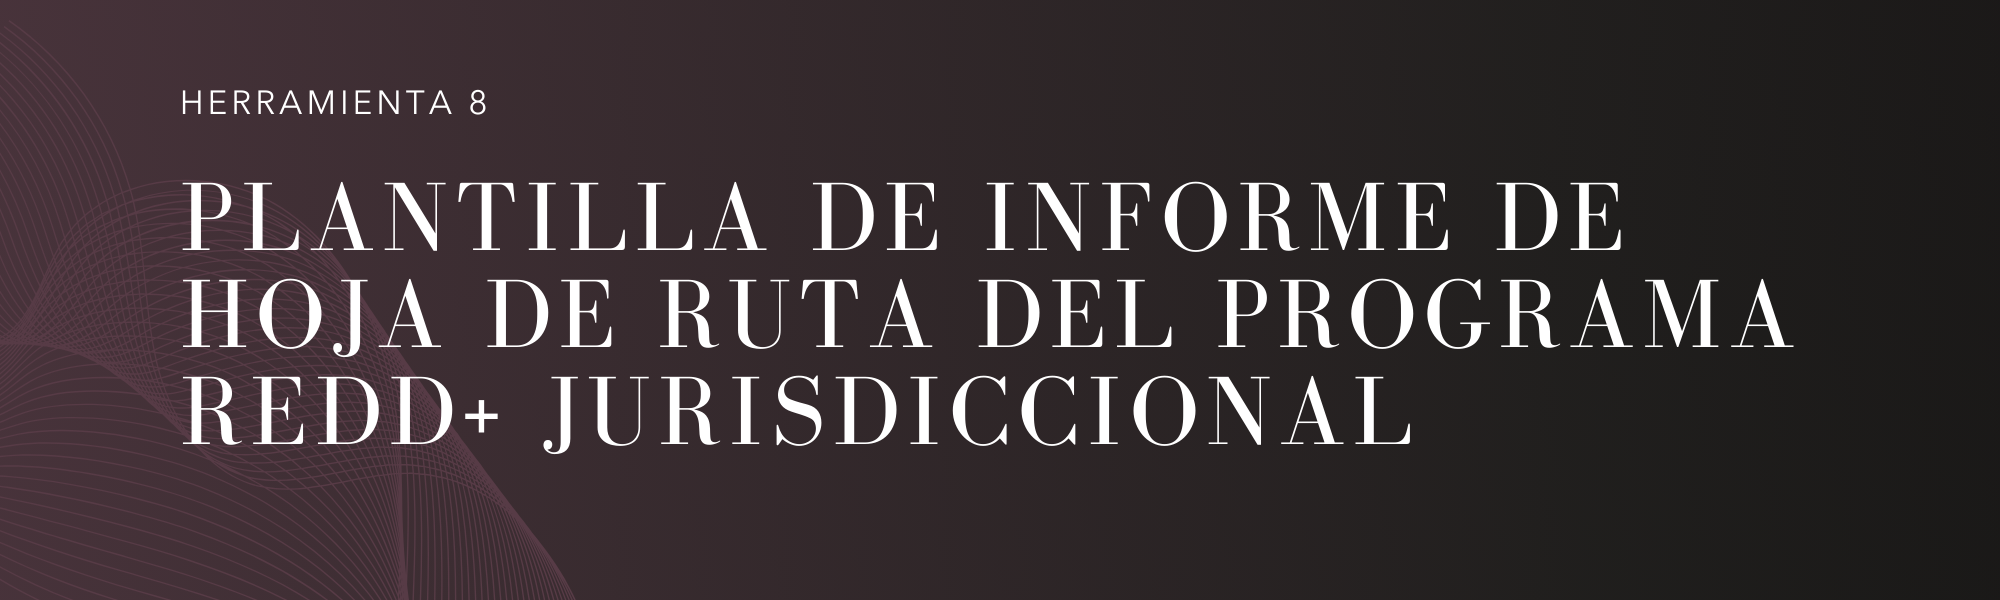 HERRAMIENTA 8
PLANTILLA DE INFORME DE
HOJA DE RUTA DEL PROGRAMA
REDD+ JURISDICCIONAL